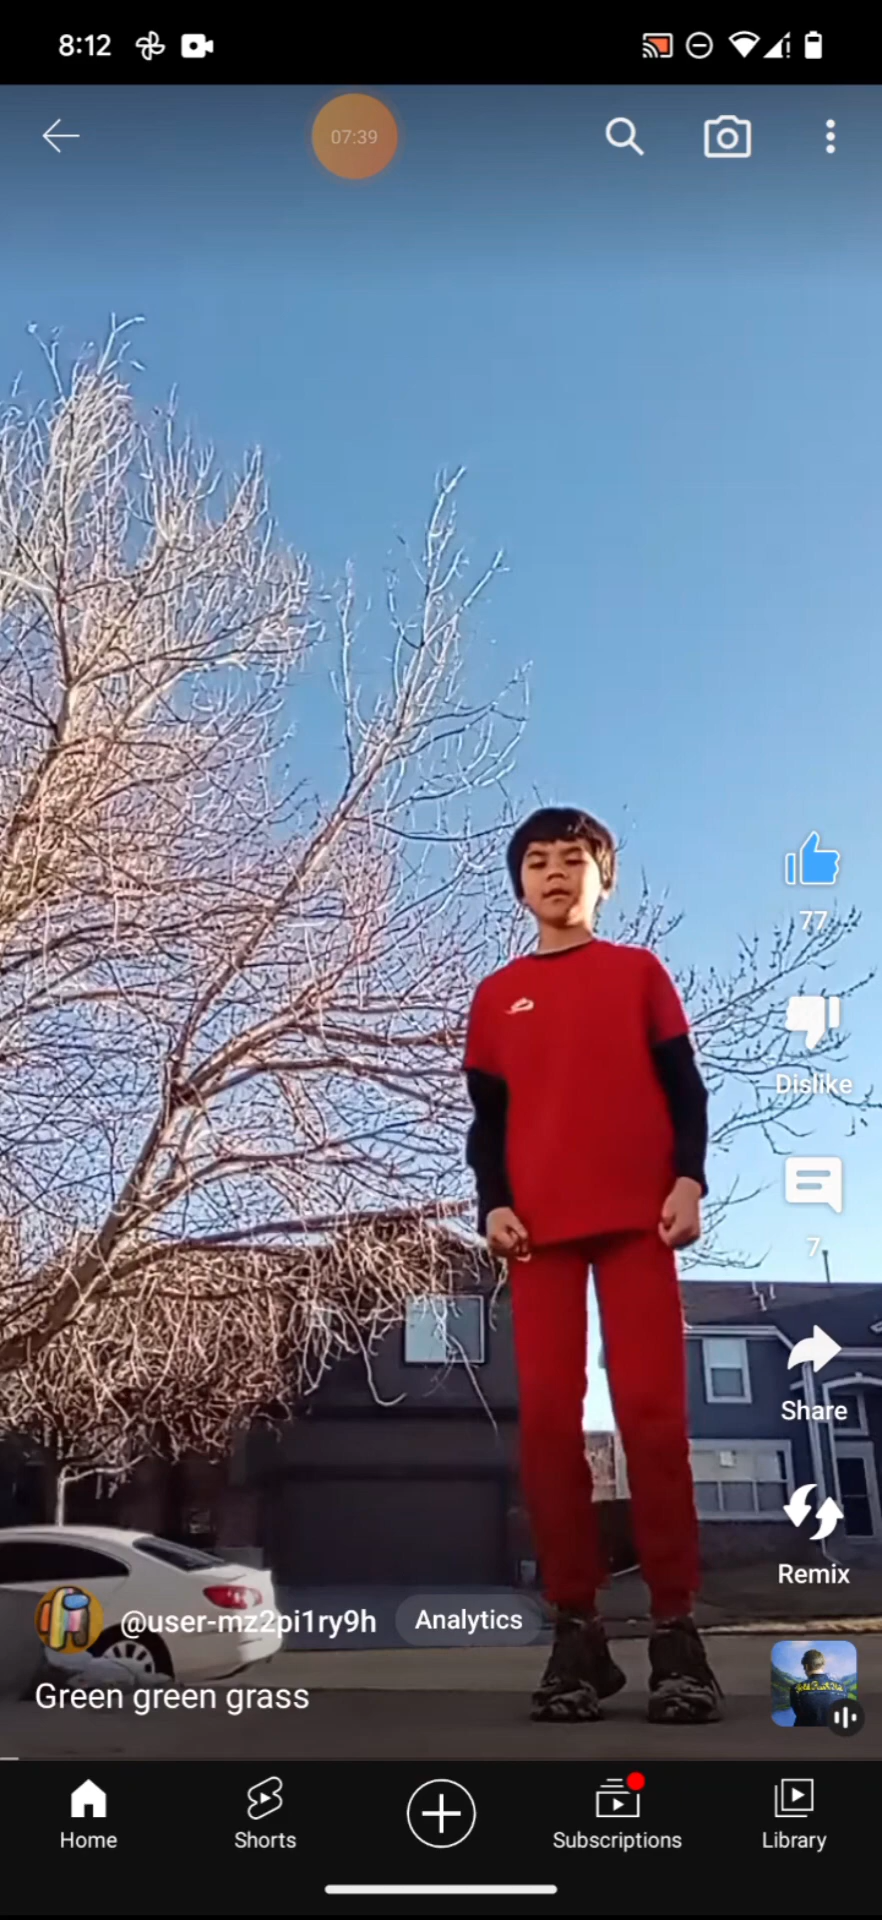 8:12
07:39
77
Dislike
7
Share
Remix
@user-mz2pi1ry9h
Analytics
Green green grass
Home
Shorts
Subscriptions
Library